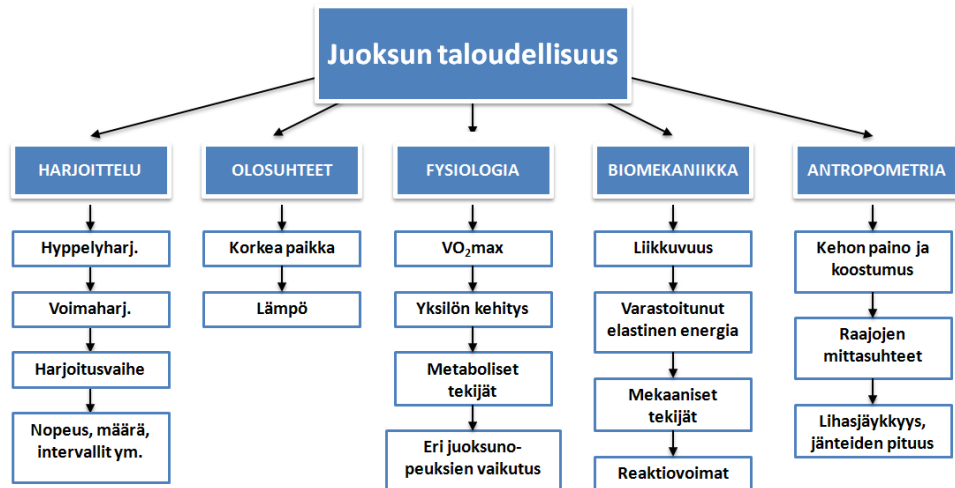 Juoksun taloudellisuus
HARJOITTELU
Hyppelyharj.
Voimaharj.
Harjoitusvaihe
Nopeus, määrä,
intervallit ym.
OLOSUHTEET
Korkea paikka
Lämpö
FYSIOLOGIA
VO₂max
Yksilön kehitys
Metaboliset
tekijät
Eri juoksuno-
peuksien vaikutus
BIOMEKANIIKKA
Liikkuvuus
Varastoitunut
elastinen energia
Mekaaniset
tekijät
Reaktiovoimat
ANTROPOMETRIA
Kehon paino ja
koostumus
Raajojen
mittasuhteet
Lihasjäykkyys,
jänteiden pituus